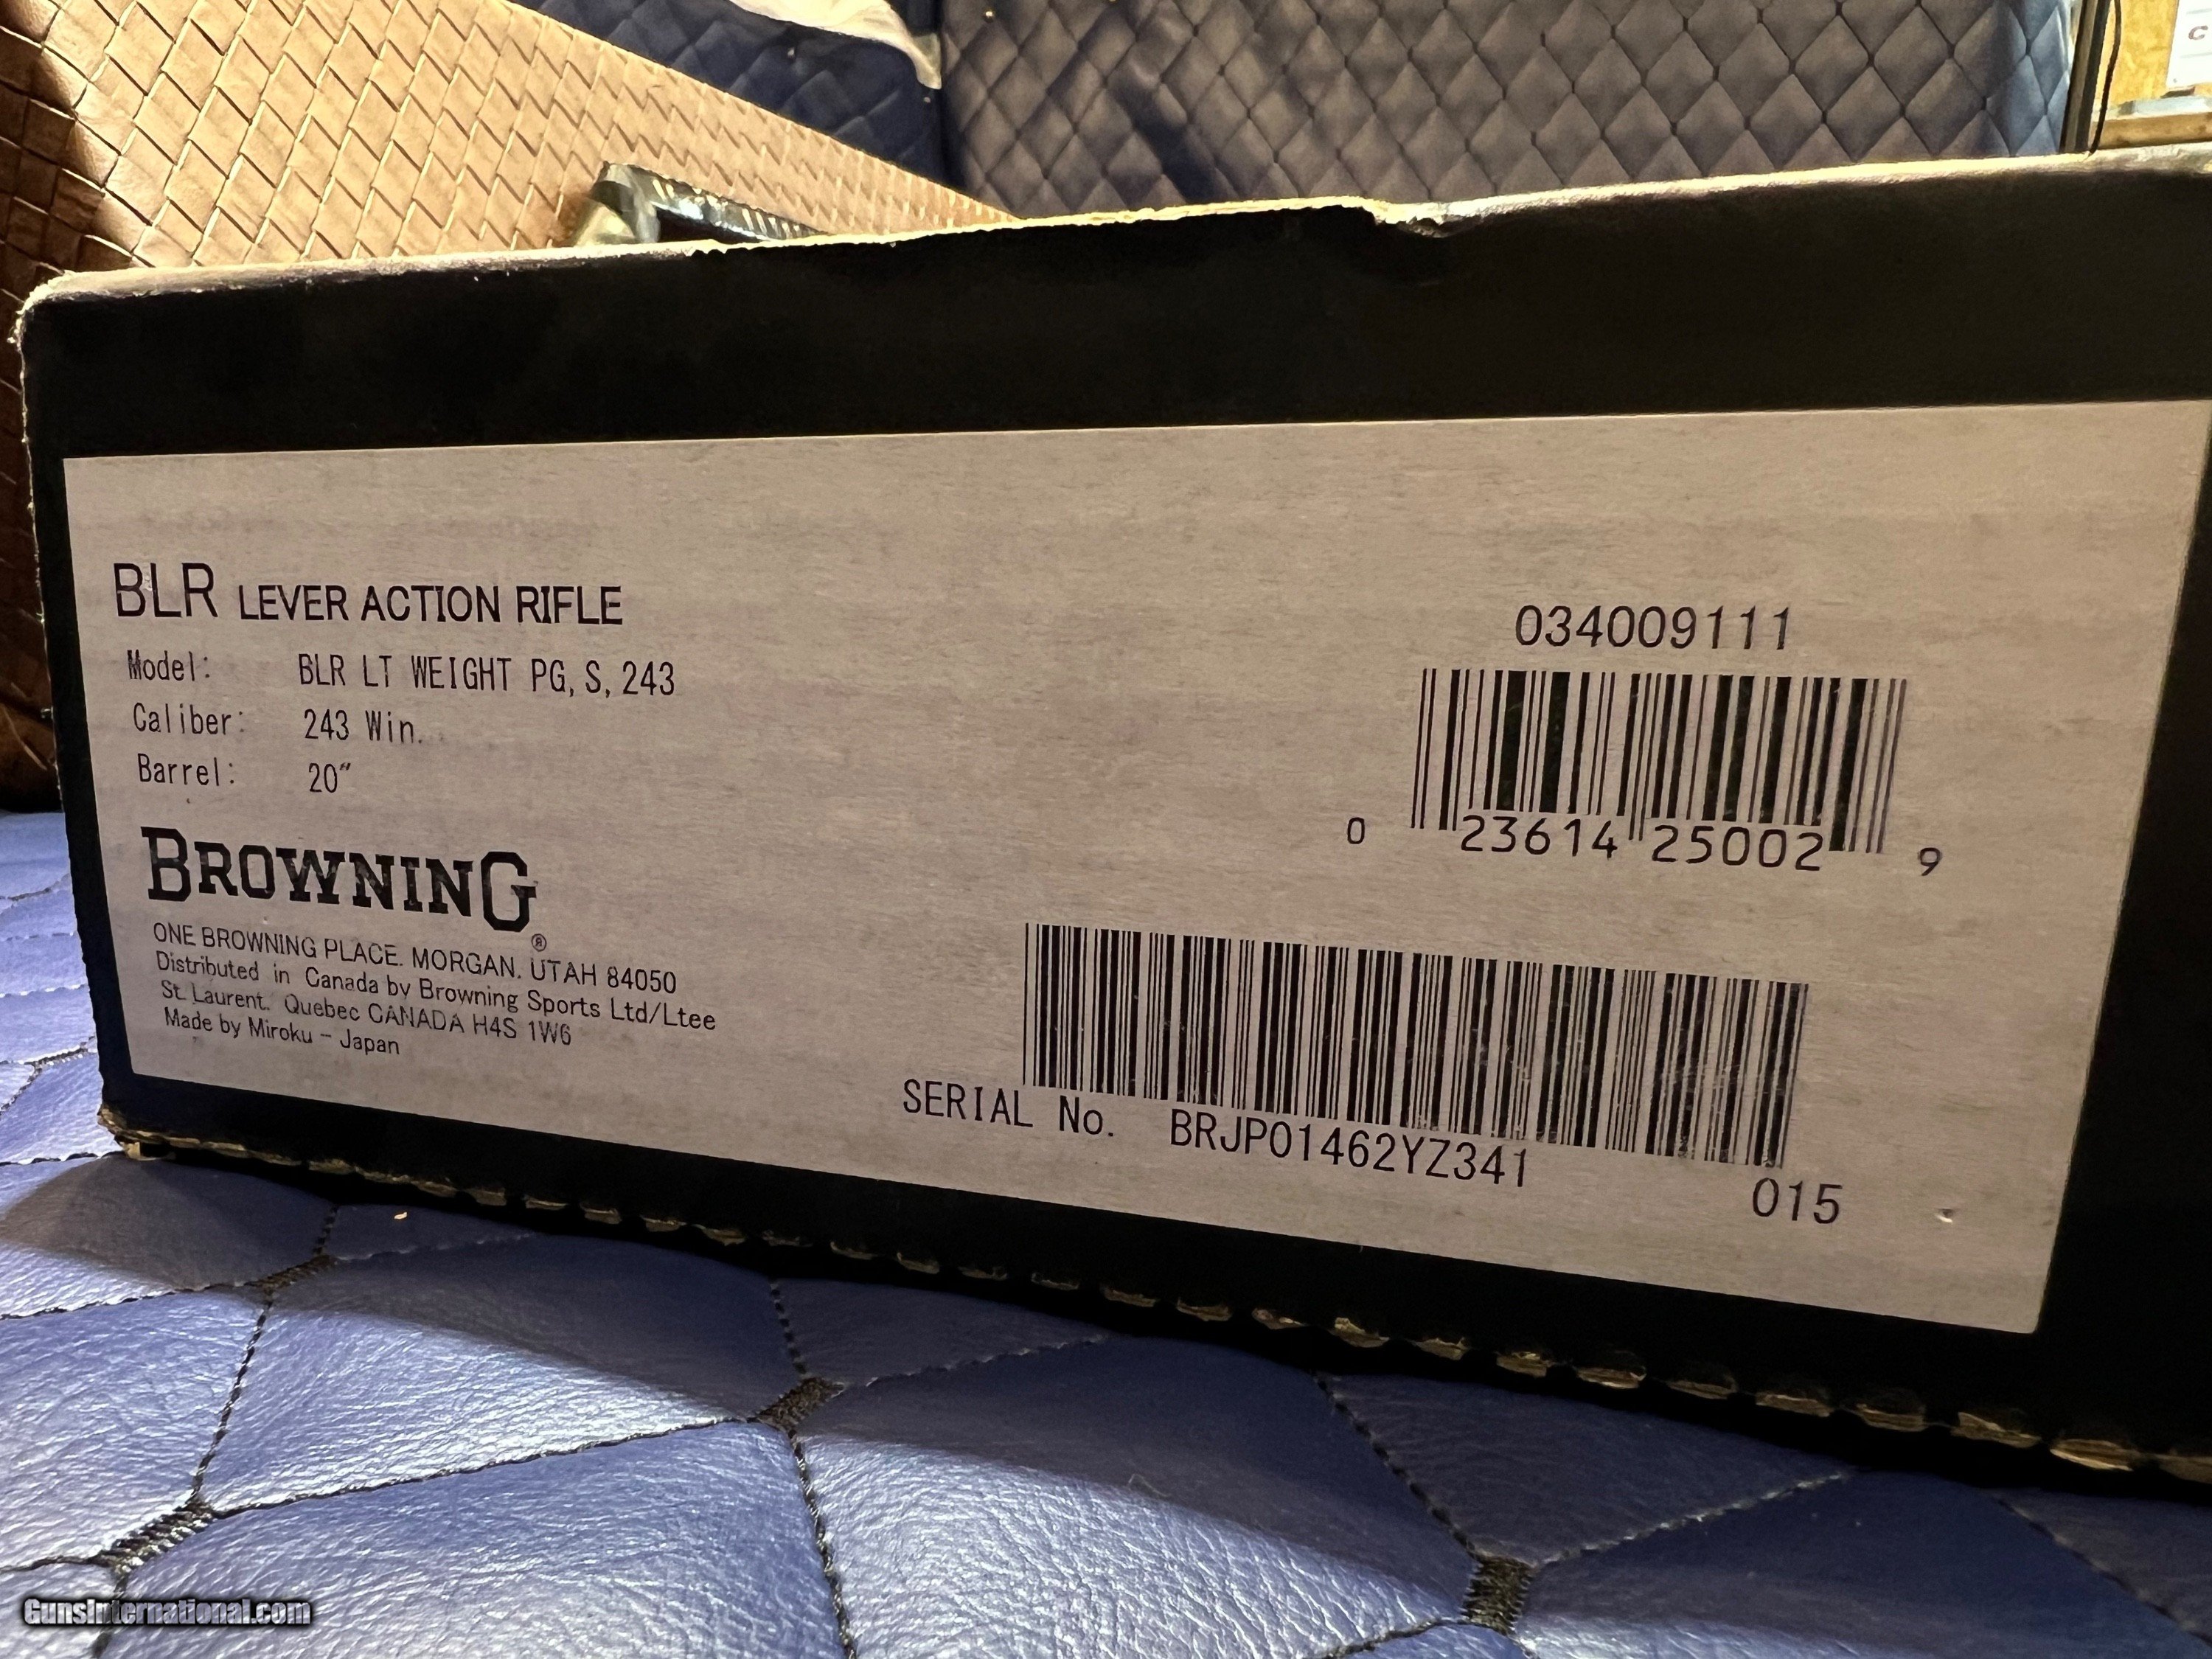 BLR LEVER ACTION RIFLE
Model: BLR LT WEIGHT PG, S, 243
Caliber: 243 Win.
Barrel: 20"
BROWNING®
ONE BROWNING PLACE. MORGAN. UTAH 84050
Distributed in Canada by Browning Sports Ltd/Ltee
St. Laurent. Quebec CANADA H4S 1W6
Made by Miroku - Japan
034009111
0 23614 25002 9
SERIAL No. BRJP01462YZ341
015
C
GunsInternational.com